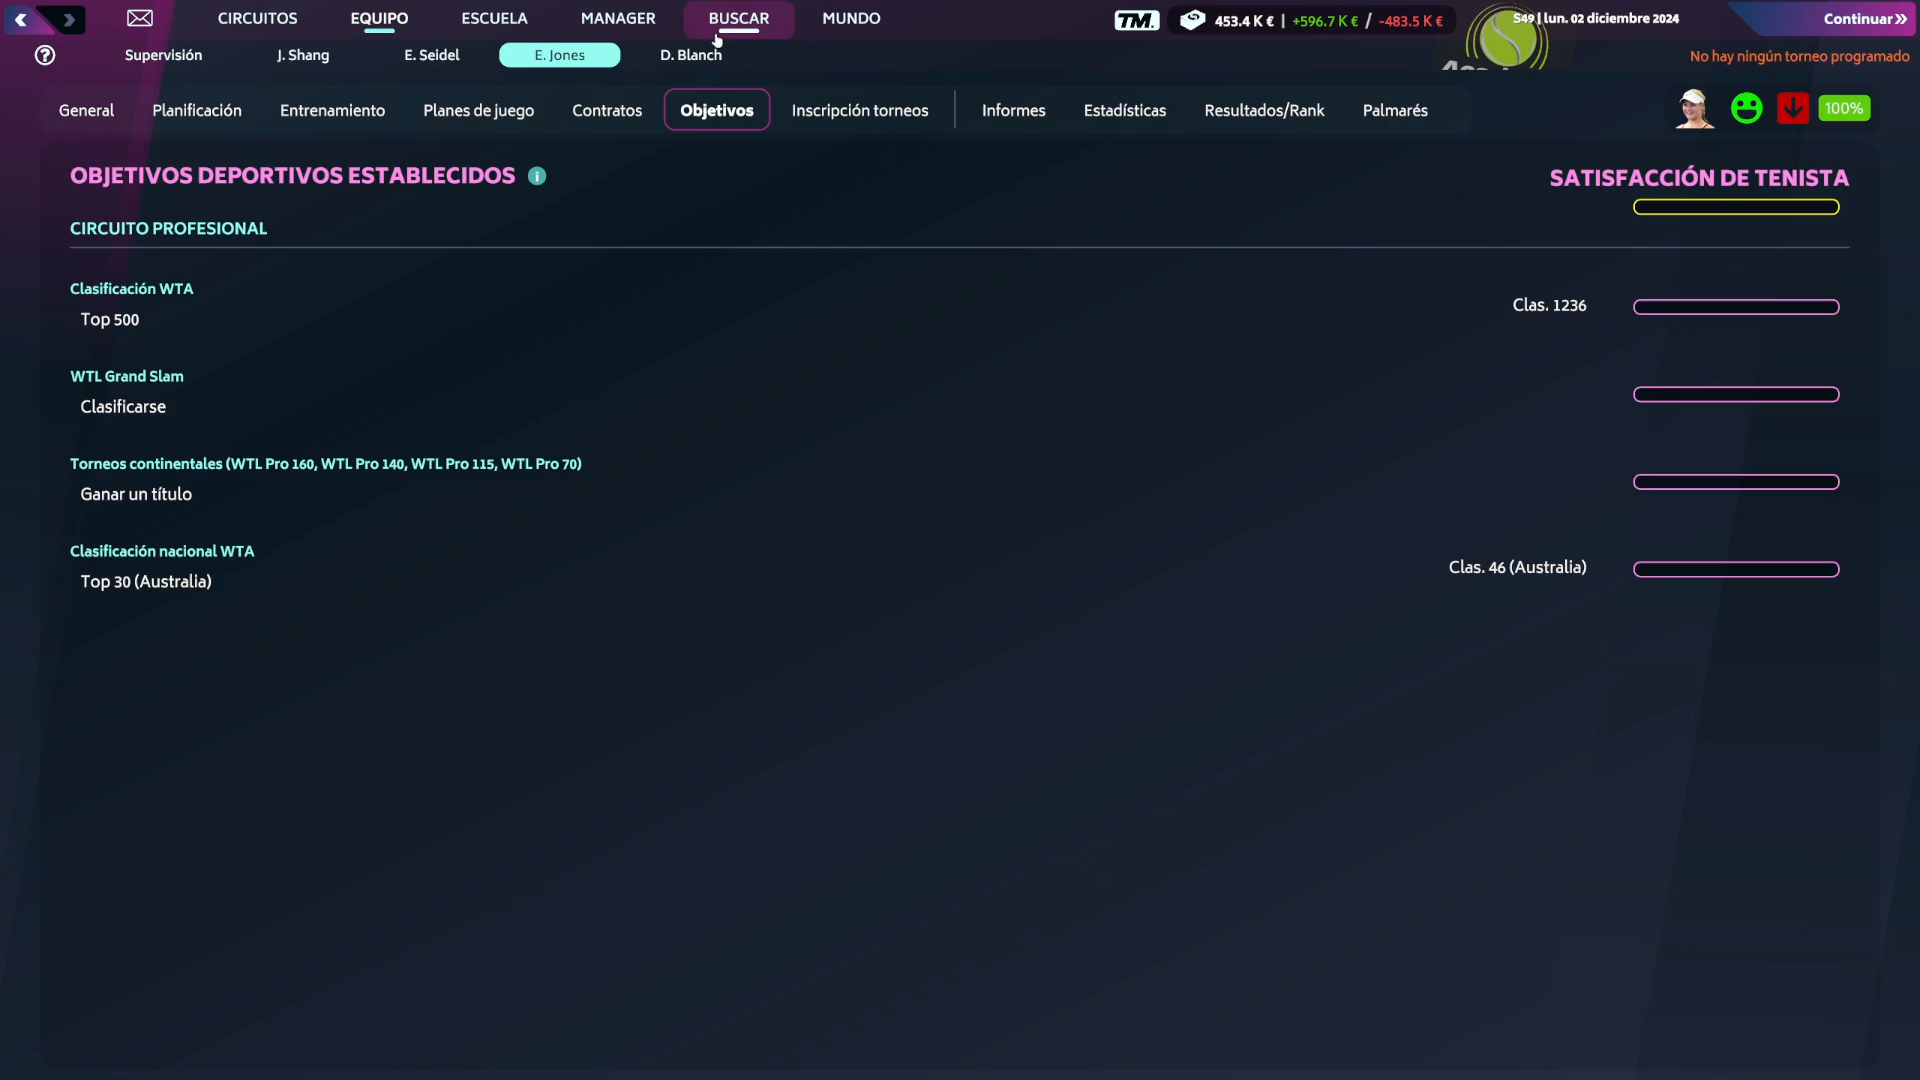 CIRCUITOS EQUIPO ESCUELA MANAGER BUSCAR MUNDO TM. 453.4 K € | +596.7 K € / -483.5 K € S49 | lun. 02 diciembre 2024 Continuar
Supervisión J. Shang E. Seidel E. Jones D. Blanch No hay ningún torneo programado
General Planificación Entrenamiento Planes de juego Contratos Objetivos Inscripción torneos Informes Estadísticas Resultados/Rank Palmarés 100%
OBJETIVOS DEPORTIVOS ESTABLECIDOS i SATISFACCIÓN DE TENISTA
CIRCUITO PROFESIONAL
Clasificación WTA
Top 500 Clas. 1236
WTL Grand Slam
Clasificarse
Torneos continentales (WTL Pro 160, WTL Pro 140, WTL Pro 115, WTL Pro 70)
Ganar un título
Clasificación nacional WTA
Top 30 (Australia) Clas. 46 (Australia)